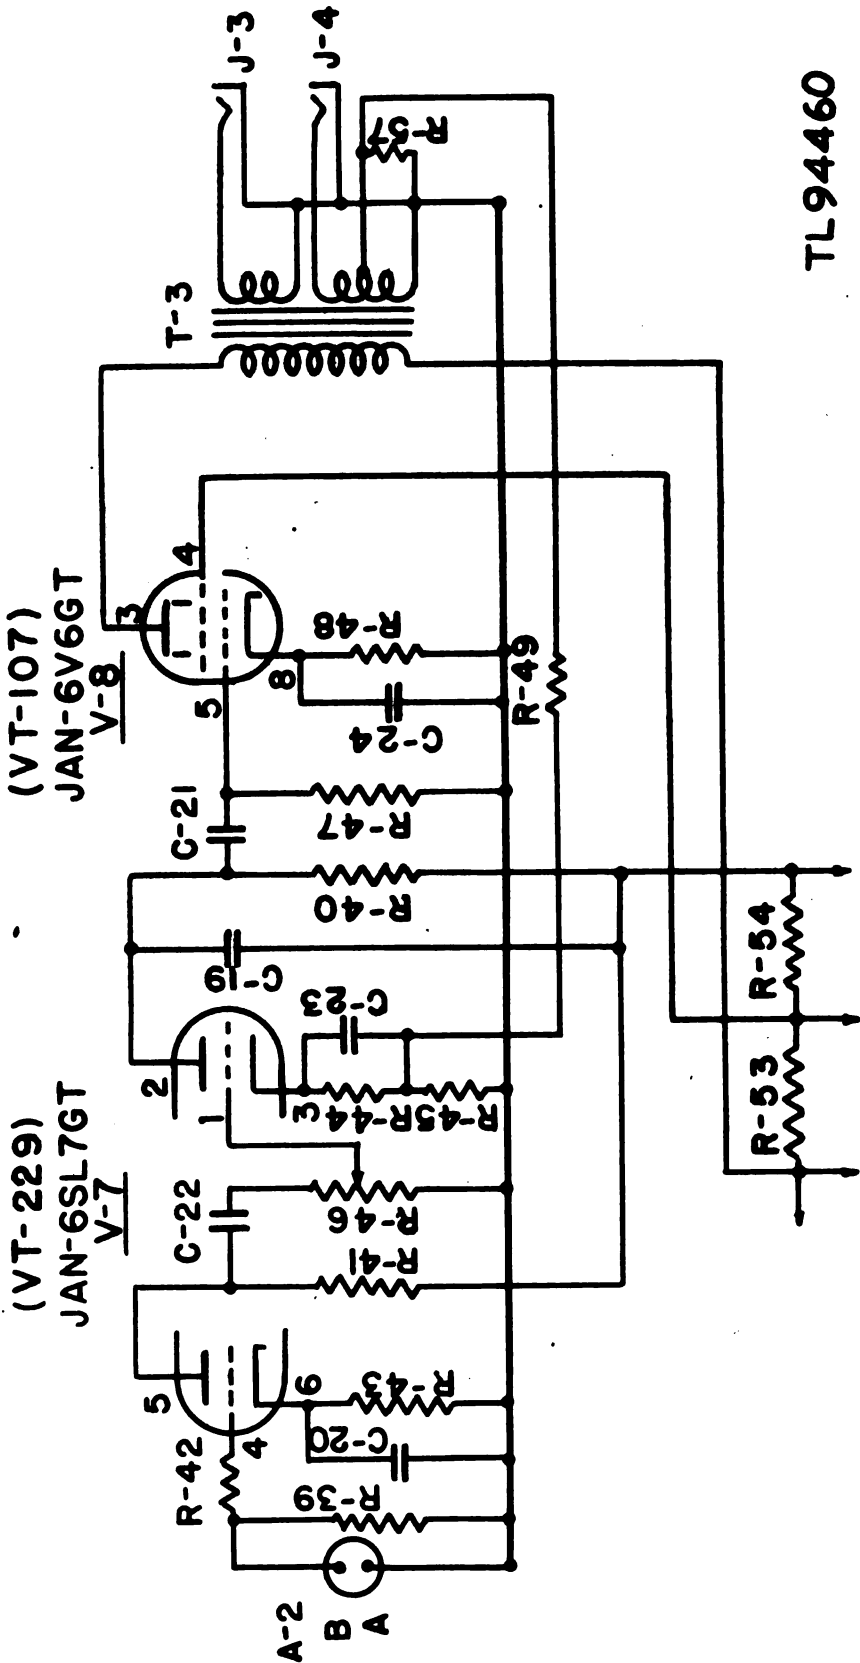 (VT-229)
JAN-6SL7GT
V-7
(VT-107)
JAN-6V6GT
V-8
A-2
B
A
R-42
R-39
4
5
6
C-20
R-43
R-41
C-22
R-46
1
2
3
R-44
R-45
C-23
C-19
R-40
C-21
R-47
5
3
4
8
C-24
R-48
R-49
T-3
J-3
J-4
R-57
R-53
R-54
TL94460